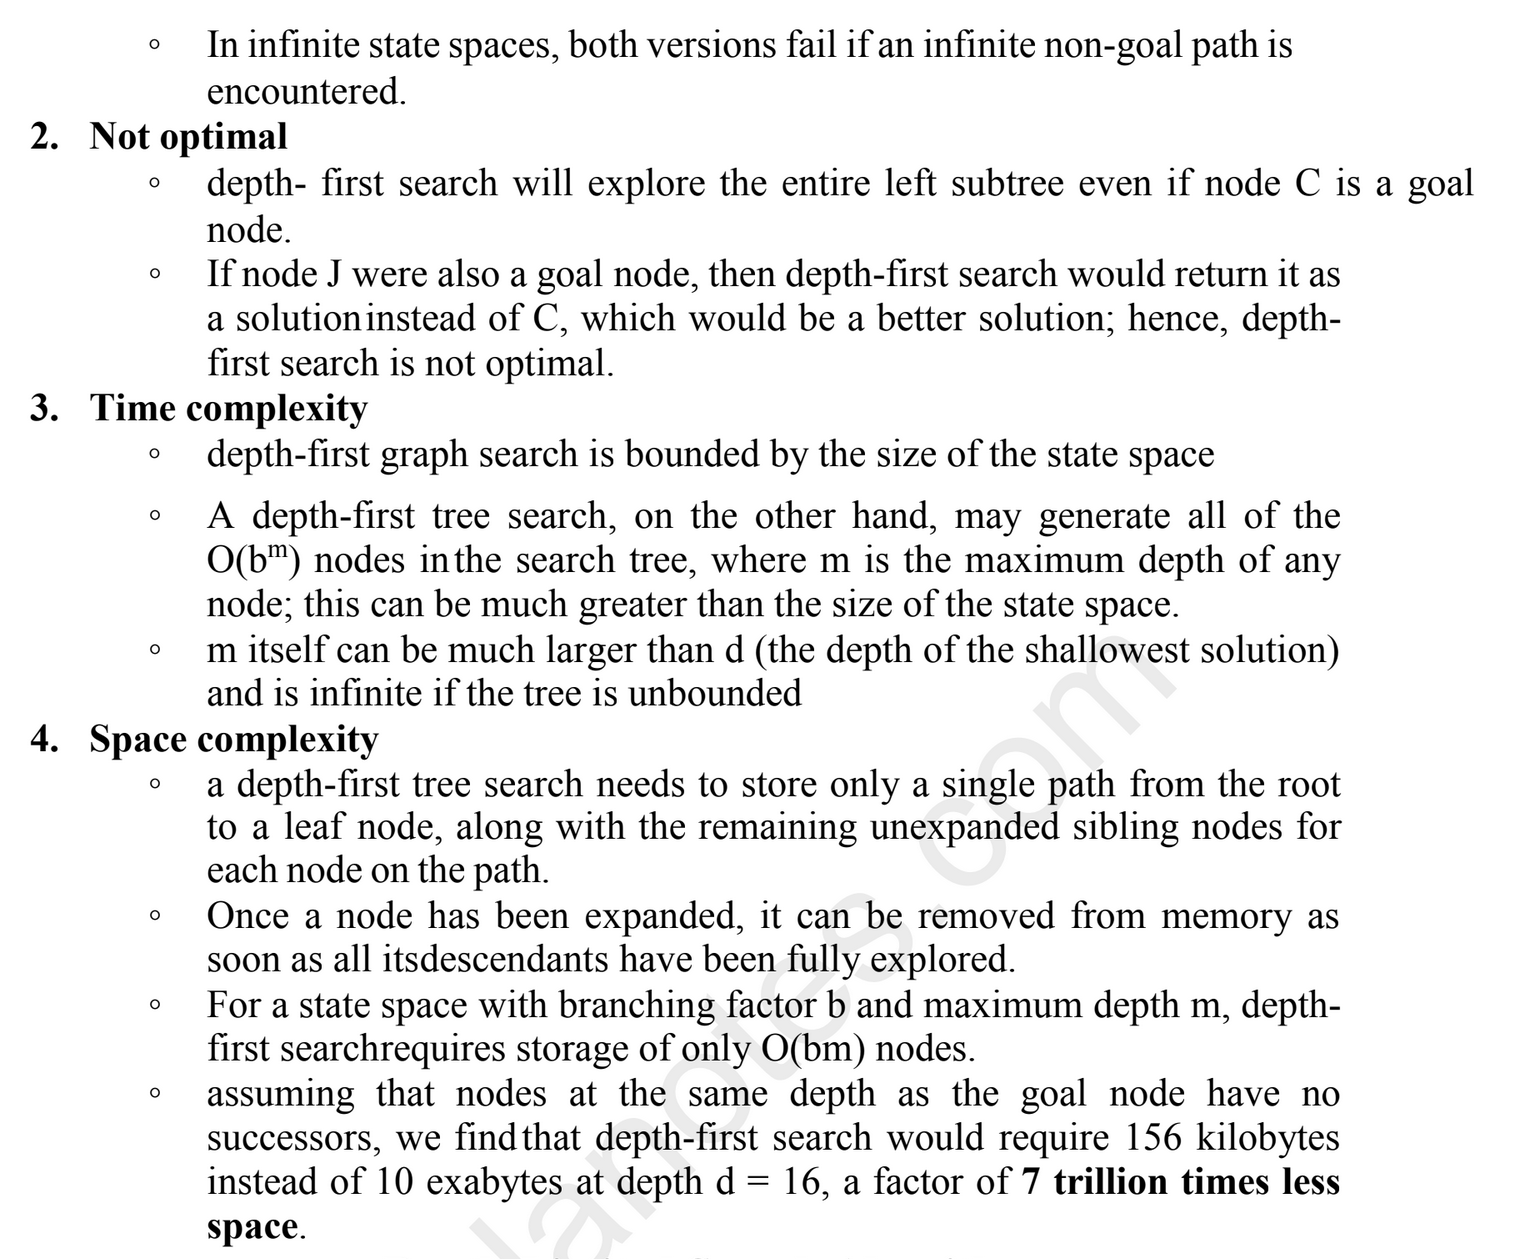 ◦ In infinite state spaces, both versions fail if an infinite non-goal path is
encountered.
2. Not optimal
◦ depth- first search will explore the entire left subtree even if node C is a goal
node.
◦ If node J were also a goal node, then depth-first search would return it as
a solutioninstead of C, which would be a better solution; hence, depth-
first search is not optimal.
3. Time complexity
◦ depth-first graph search is bounded by the size of the state space
◦ A depth-first tree search, on the other hand, may generate all of the
O(bᵐ) nodes inthe search tree, where m is the maximum depth of any
node; this can be much greater than the size of the state space.
◦ m itself can be much larger than d (the depth of the shallowest solution)
and is infinite if the tree is unbounded
4. Space complexity
◦ a depth-first tree search needs to store only a single path from the root
to a leaf node, along with the remaining unexpanded sibling nodes for
each node on the path.
◦ Once a node has been expanded, it can be removed from memory as
soon as all itsdescendants have been fully explored.
◦ For a state space with branching factor b and maximum depth m, depth-
first searchrequires storage of only O(bm) nodes.
◦ assuming that nodes at the same depth as the goal node have no
successors, we findthat depth-first search would require 156 kilobytes
instead of 10 exabytes at depth d = 16, a factor of 7 trillion times less
space.
lanotes.com